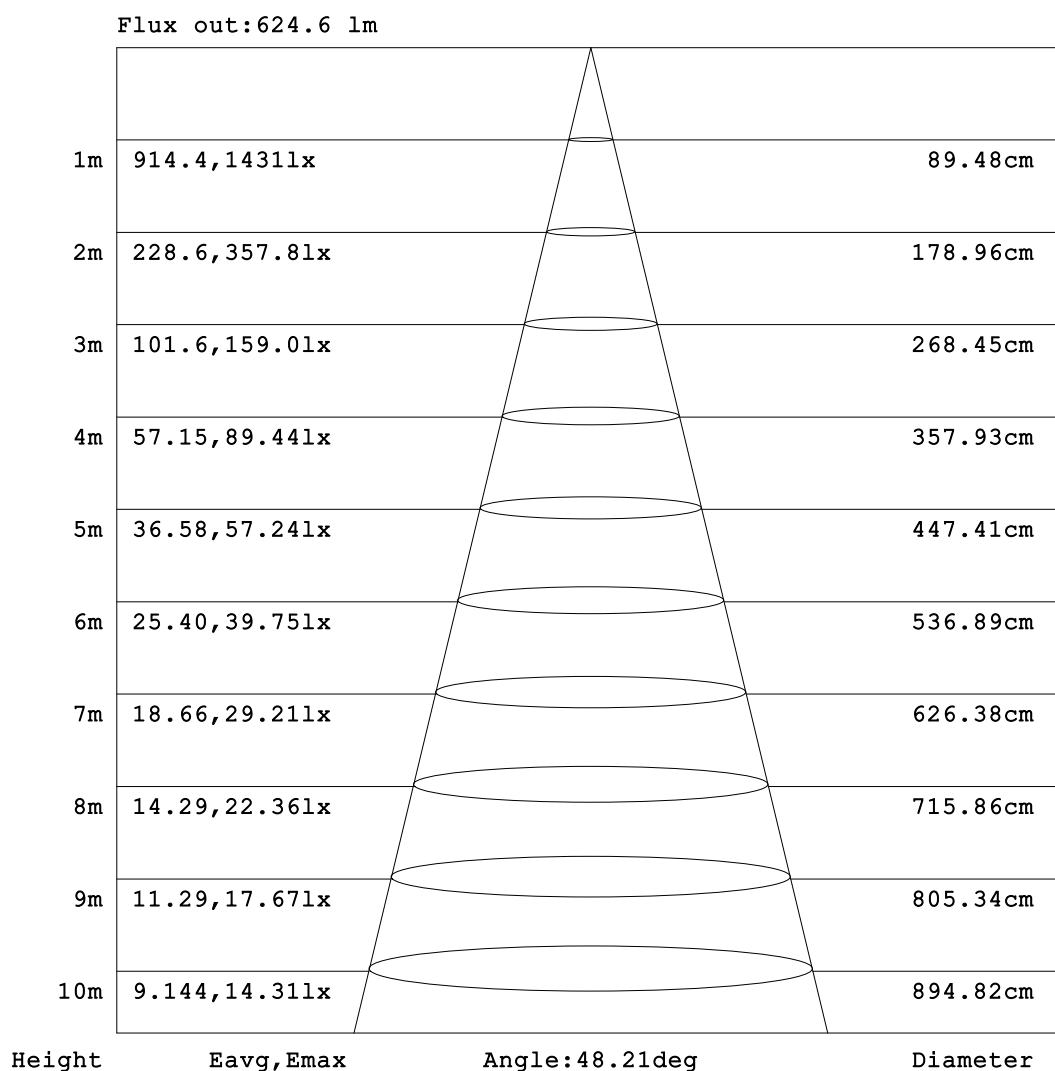 Flux out:624.6 lm
1m 914.4,1431lx 89.48cm
2m 228.6,357.8lx 178.96cm
3m 101.6,159.0lx 268.45cm
4m 57.15,89.44lx 357.93cm
5m 36.58,57.24lx 447.41cm
6m 25.40,39.75lx 536.89cm
7m 18.66,29.21lx 626.38cm
8m 14.29,22.36lx 715.86cm
9m 11.29,17.67lx 805.34cm
10m 9.144,14.31lx 894.82cm
Height Eavg,Emax Angle:48.21deg Diameter